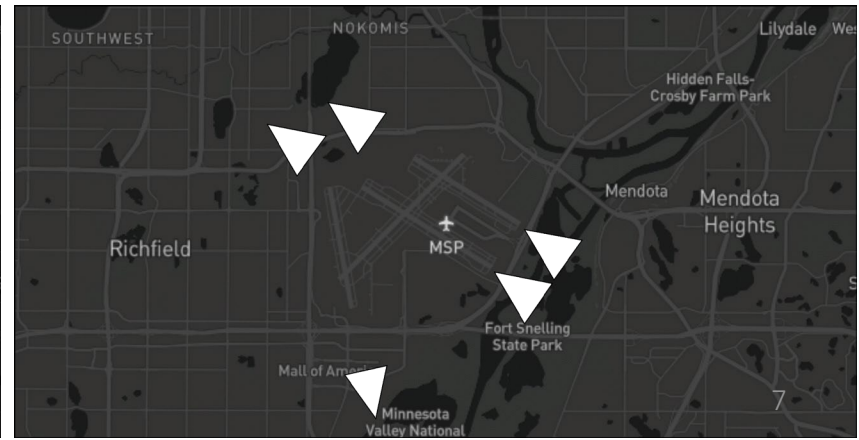 SOUTHWEST
NOKOMIS
Lilydale
Hidden Falls-
Crosby Farm Park
Mendota
Mendota
Heights
MSP
Richfield
Fort Snelling
State Park
Mall of
7
Minnesota
Valley National